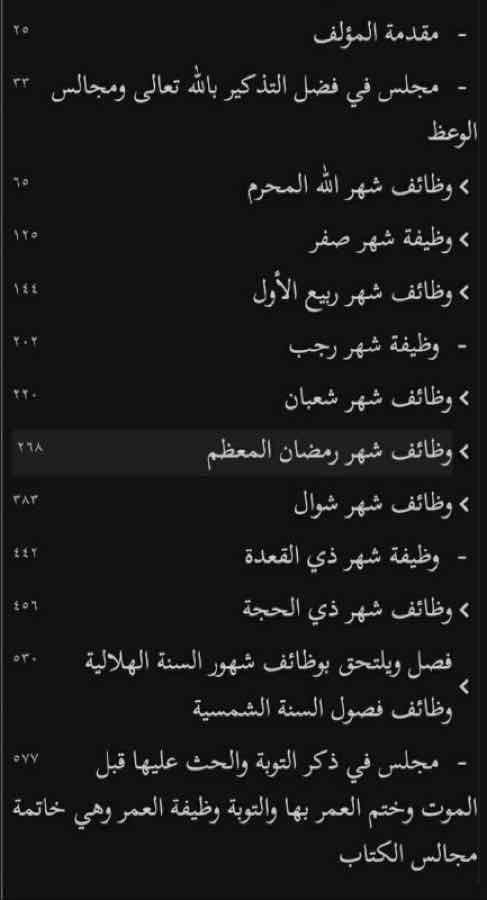 - مقدمة المؤلف ٢٥
- مجلس في فضل التذكير بالله تعالى ومجالس ٣٣
الوعظ
وظائف شهر الله المحرم ٦٥
وظيفة شهر صفر ١٢٥
وظائف شهر ربيع الأول ١٤٤
- وظيفة شهر رجب ٢٠٢
وظائف شهر شعبان ٢٢٠
وظائف شهر رمضان المعظم ٢٦٨
وظائف شهر شوال ٣٨٣
- وظيفة شهر ذي القعدة ٤٤٢
وظائف شهر ذي الحجة ٤٥٦
فصل ويلتحق بوظائف شهور السنة الهلالية ٥٣٠
وظائف فصول السنة الشمسية
- مجلس في ذكر التوبة والحث عليها قبل ٥٧٧
الموت وختم العمر بها والتوبة وظيفة العمر وهي خاتمة
مجالس الكتاب